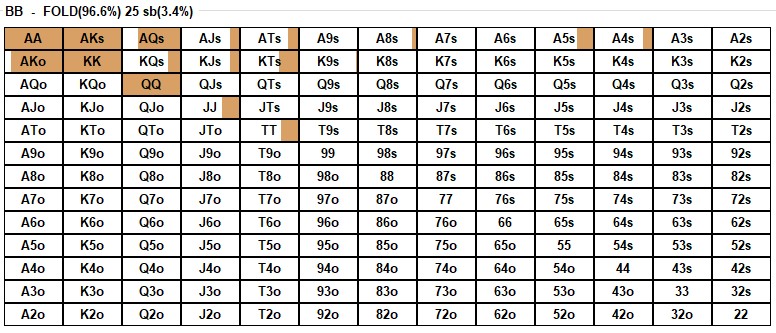 BB - FOLD(96.6%) 25 sb(3.4%)
AA AKs AQs AJs ATs A9s A8s A7s A6s A5s A4s A3s A2s
AKo KK KQs KJs KTs K9s K8s K7s K6s K5s K4s K3s K2s
AQo KQo QQ QJs QTs Q9s Q8s Q7s Q6s Q5s Q4s Q3s Q2s
AJo KJo QJo JJ JTs J9s J8s J7s J6s J5s J4s J3s J2s
ATo KTo QTo JTo TT T9s T8s T7s T6s T5s T4s T3s T2s
A9o K9o Q9o J9o T9o 99 98s 97s 96s 95s 94s 93s 92s
A8o K8o Q8o J8o T8o 98o 88 87s 86s 85s 84s 83s 82s
A7o K7o Q7o J7o T7o 97o 87o 77 76s 75s 74s 73s 72s
A6o K6o Q6o J6o T6o 96o 86o 76o 66 65s 64s 63s 62s
A5o K5o Q5o J5o T5o 95o 85o 75o 65o 55 54s 53s 52s
A4o K4o Q4o J4o T4o 94o 84o 74o 64o 54o 44 43s 42s
A3o K3o Q3o J3o T3o 93o 83o 73o 63o 53o 43o 33 32s
A2o K2o Q2o J2o T2o 92o 82o 72o 62o 52o 42o 32o 22